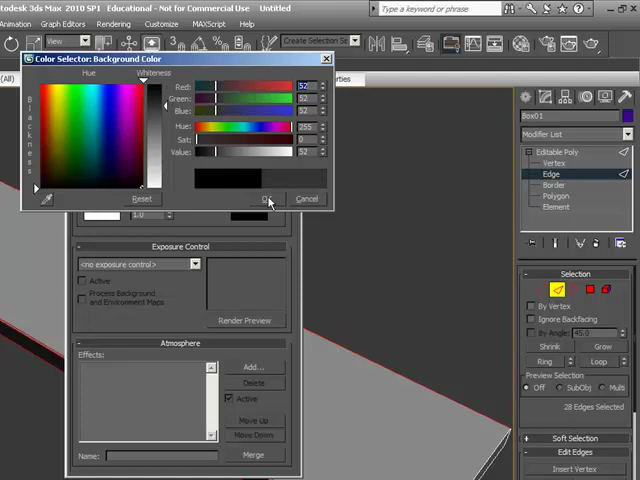 Autodesk 3ds Max 2010 SP1 - Educational - Not for Commercial Use Untitled
Type a keyword or phrase
Animation Graph Editors Rendering Customize MAXScript Help
View
Create Selection Se
(All)
Color Selector: Background Color
Hue Whiteness
Blackness
Red: 52
Green: 52
Blue: 52
Hue: 255
Sat: 0
Value: 52
Reset
Cancel
1.0
Exposure Control
<no exposure control>
Active
Process Background
and Environment Maps
Render Preview
Atmosphere
Effects:
Add...
Delete
Active
Move Up
Move Down
Name:
Merge
Box01
Modifier List
Editable Poly
Vertex
Edge
Border
Polygon
Element
Selection
By Vertex
Ignore Backfacing
By Angle: 45.0
Shrink Grow
Ring Loop
Preview Selection
Off SubObj Multi
28 Edges Selected
Soft Selection
Edit Edges
Insert Vertex